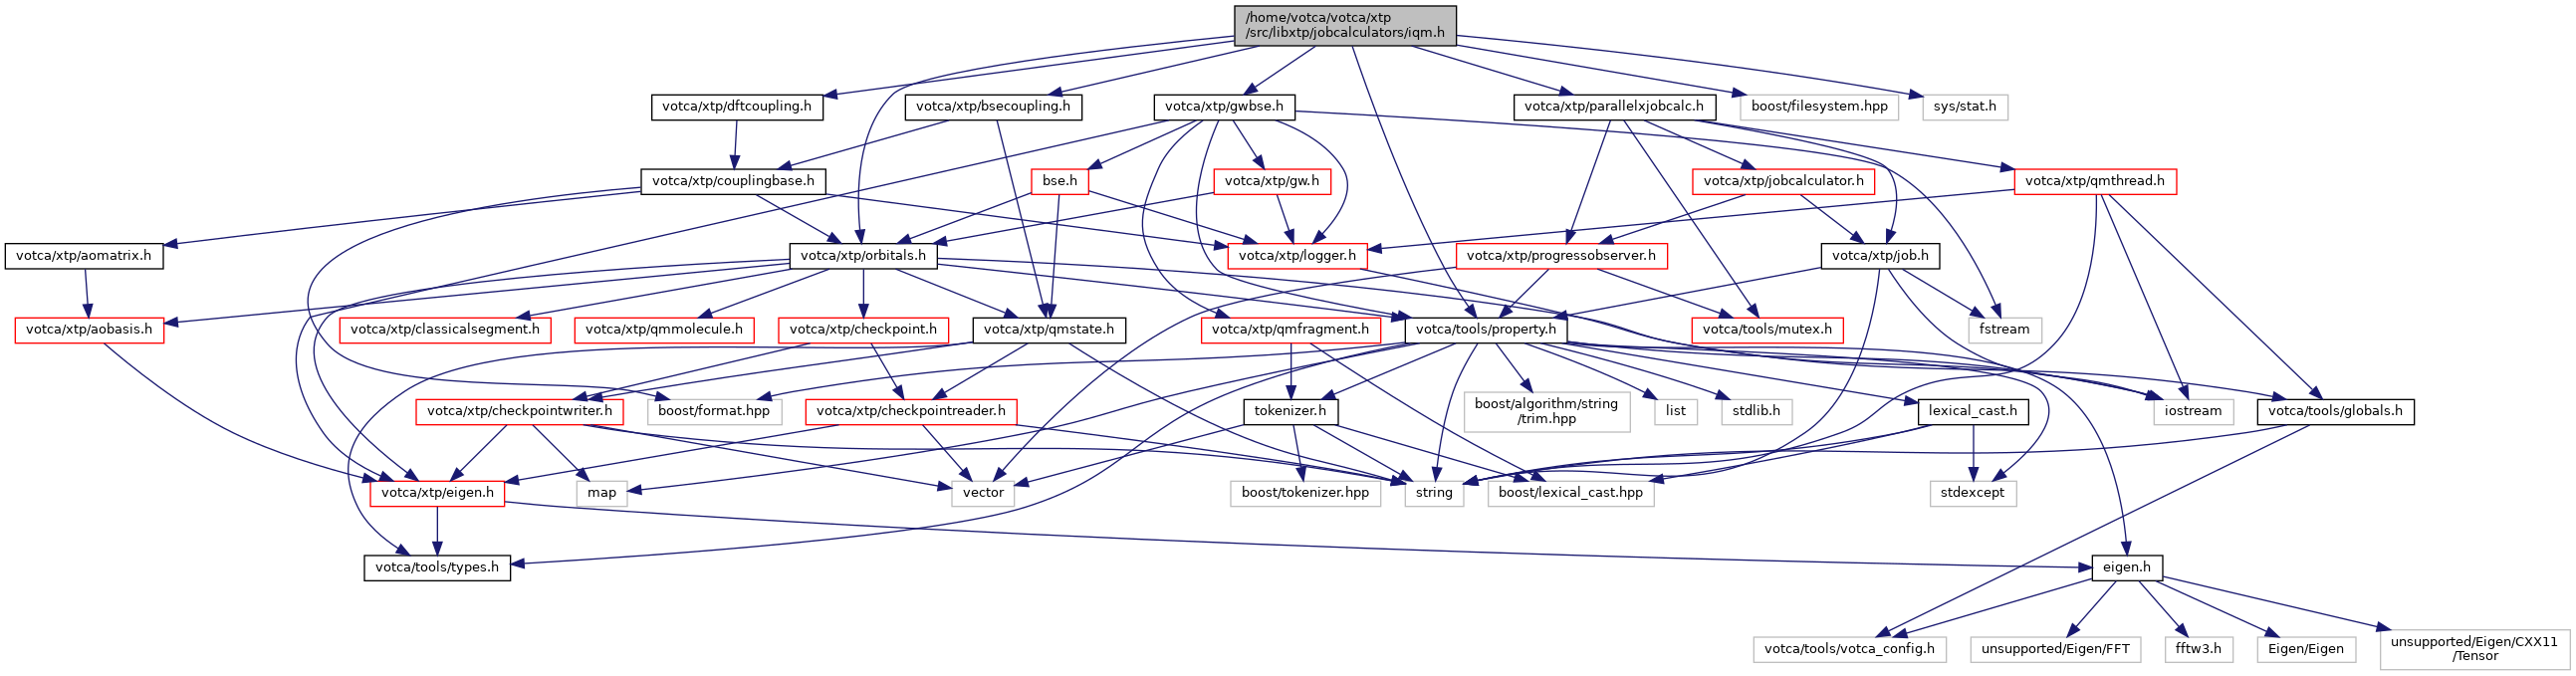 /home/votca/votca/xtp
/src/libxtp/jobcalculators/iqm.h
votca/xtp/dftcoupling.h
votca/xtp/bsecoupling.h
votca/xtp/gwbse.h
votca/xtp/parallelxjobcalc.h
boost/filesystem.hpp
sys/stat.h
votca/xtp/couplingbase.h
bse.h
votca/xtp/gw.h
votca/xtp/jobcalculator.h
votca/xtp/qmthread.h
votca/xtp/aomatrix.h
votca/xtp/orbitals.h
votca/xtp/logger.h
votca/xtp/progressobserver.h
votca/xtp/job.h
votca/xtp/aobasis.h
votca/xtp/classicalsegment.h
votca/xtp/qmmolecule.h
votca/xtp/checkpoint.h
votca/xtp/qmstate.h
votca/xtp/qmfragment.h
votca/tools/property.h
votca/tools/mutex.h
fstream
votca/xtp/checkpointwriter.h
boost/format.hpp
votca/xtp/checkpointreader.h
tokenizer.h
boost/algorithm/string
/trim.hpp
list
stdlib.h
lexical_cast.h
iostream
votca/tools/globals.h
votca/xtp/eigen.h
map
vector
boost/tokenizer.hpp
string
boost/lexical_cast.hpp
stdexcept
votca/tools/types.h
eigen.h
votca/tools/votca_config.h
unsupported/Eigen/FFT
fftw3.h
Eigen/Eigen
unsupported/Eigen/CXX11
/Tensor